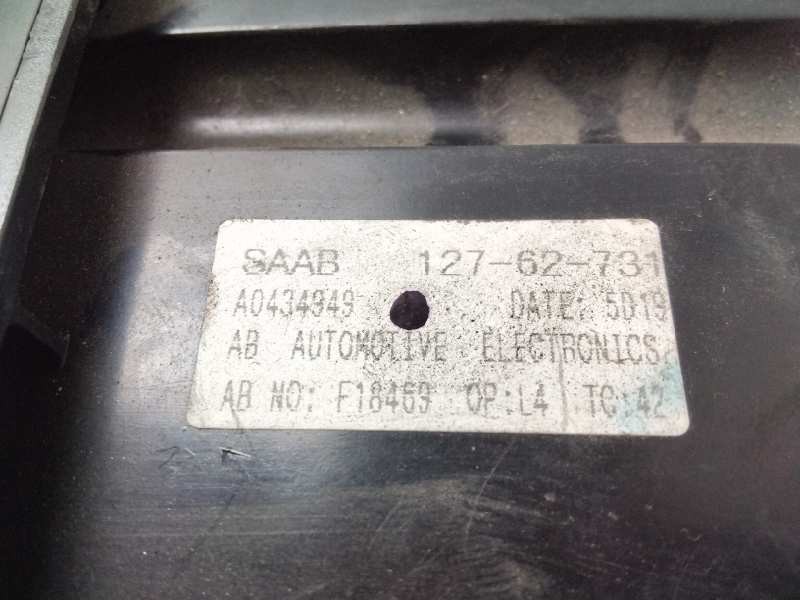 SAAB 127-62-731
A0434949 DATE: 5D19
AB AUTOMOTIVE ELECTRONICS
AB NO: F18469 OP:L4 TC:42